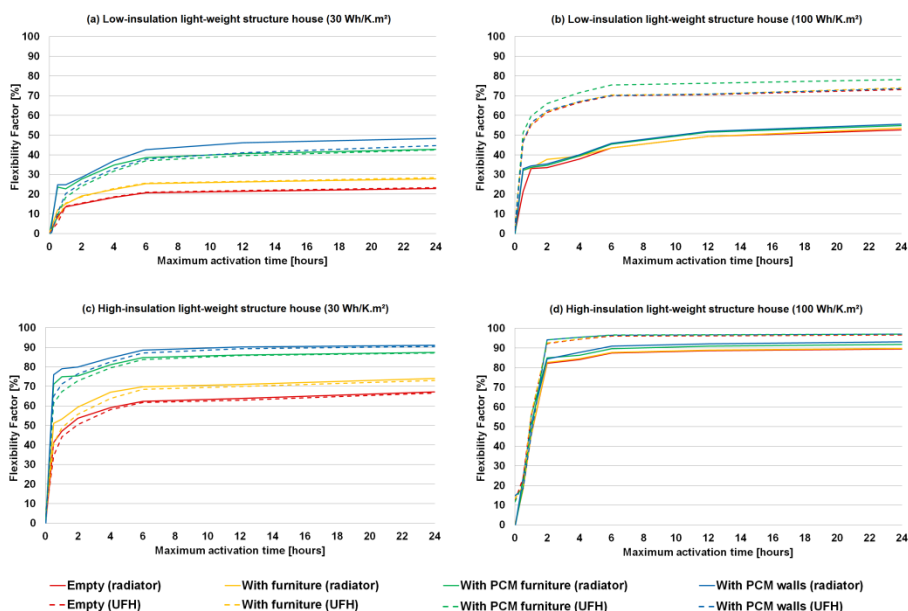 (a) Low-insulation light-weight structure house (30 Wh/K.m²)
Flexibility Factor [%]
100
90
80
70
60
50
40
30
20
10
0
0 2 4 6 8 10 12 14 16 18 20 22 24
Maximum activation time [hours]
(b) Low-insulation light-weight structure house (100 Wh/K.m²)
Flexibility Factor [%]
100
90
80
70
60
50
40
30
20
10
0
0 2 4 6 8 10 12 14 16 18 20 22 24
Maximum activation time [hours]
(c) High-insulation light-weight structure house (30 Wh/K.m²)
Flexibility Factor [%]
100
90
80
70
60
50
40
30
20
10
0
0 2 4 6 8 10 12 14 16 18 20 22 24
Maximum activation time [hours]
(d) High-insulation light-weight structure house (100 Wh/K.m²)
Flexibility Factor [%]
100
90
80
70
60
50
40
30
20
10
0
0 2 4 6 8 10 12 14 16 18 20 22 24
Maximum activation time [hours]
Empty (radiator) With furniture (radiator) With PCM furniture (radiator) With PCM walls (radiator)
Empty (UFH) With furniture (UFH) With PCM furniture (UFH) With PCM walls (UFH)